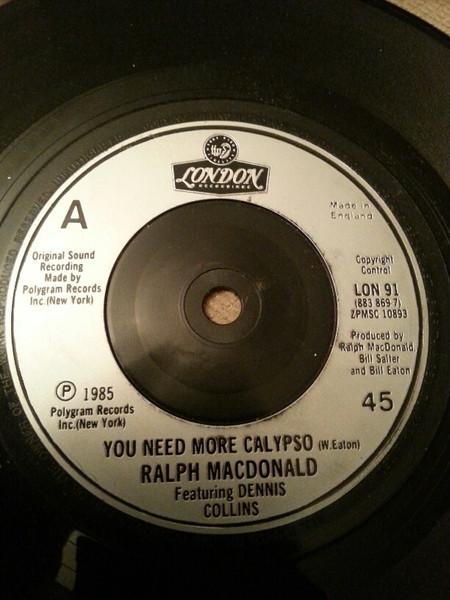 LONDON
RECORDINGS
A
Made in
England
Original Sound
Recording
Made by
Polygram Records
Inc.(New York)
Copyright
Control
LON 91
(883 869 7)
ZPMSC 10893
Produced by
Ralph MacDonald,
Bill Salter
and Bill Eaton
45
Ⓟ 1985
Polygram Records
Inc.(New York)
YOU NEED MORE CALYPSO (W.Eaton)
RALPH MACDONALD
Featuring DENNIS
COLLINS